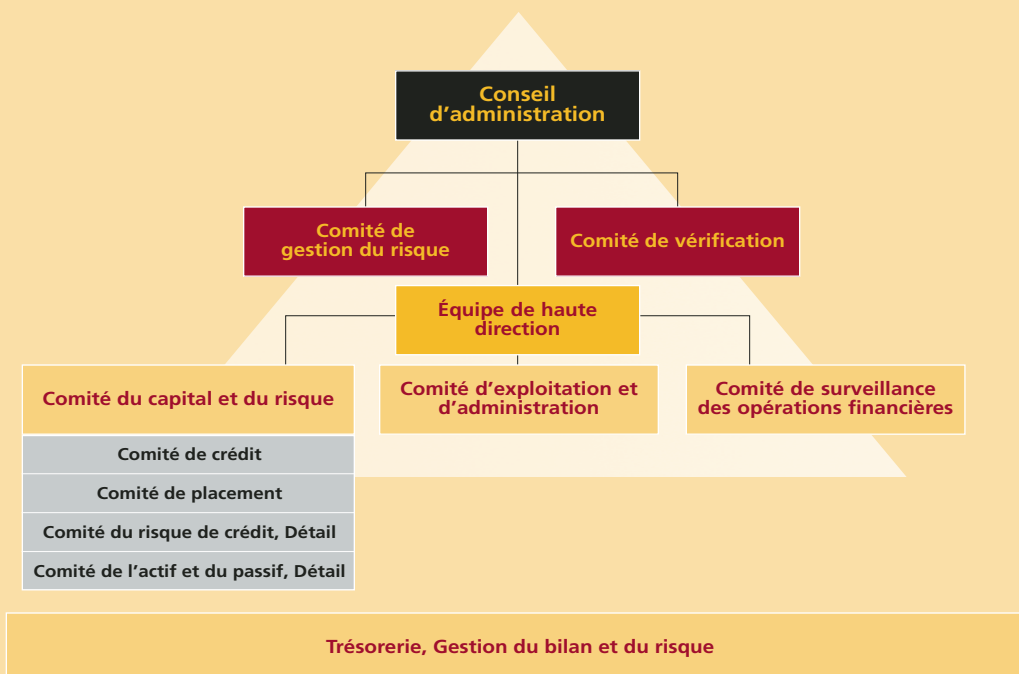 Conseil
d’administration
Comité de
gestion du risque
Comité de vérification
Équipe de haute
direction
Comité du capital et du risque
Comité d’exploitation et
d’administration
Comité de surveillance
des opérations financières
Comité de crédit
Comité de placement
Comité du risque de crédit, Détail
Comité de l’actif et du passif, Détail
Trésorerie, Gestion du bilan et du risque